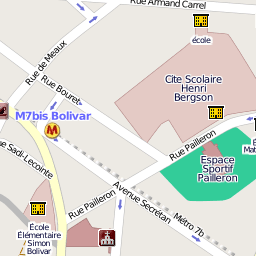 Rue Armand Carrel
école
Rue de Meaux
Cite Scolaire
Henri
Bergson
Rue Bouret
M7bis Bolivar
Rue Pailleron
Rue Sadi-Lecointe
Espace
Sportif
Pailleron
Rue Pailleron
Avenue Secrétan
Métro 7b
École
Élémentaire
Simon
Bolivar